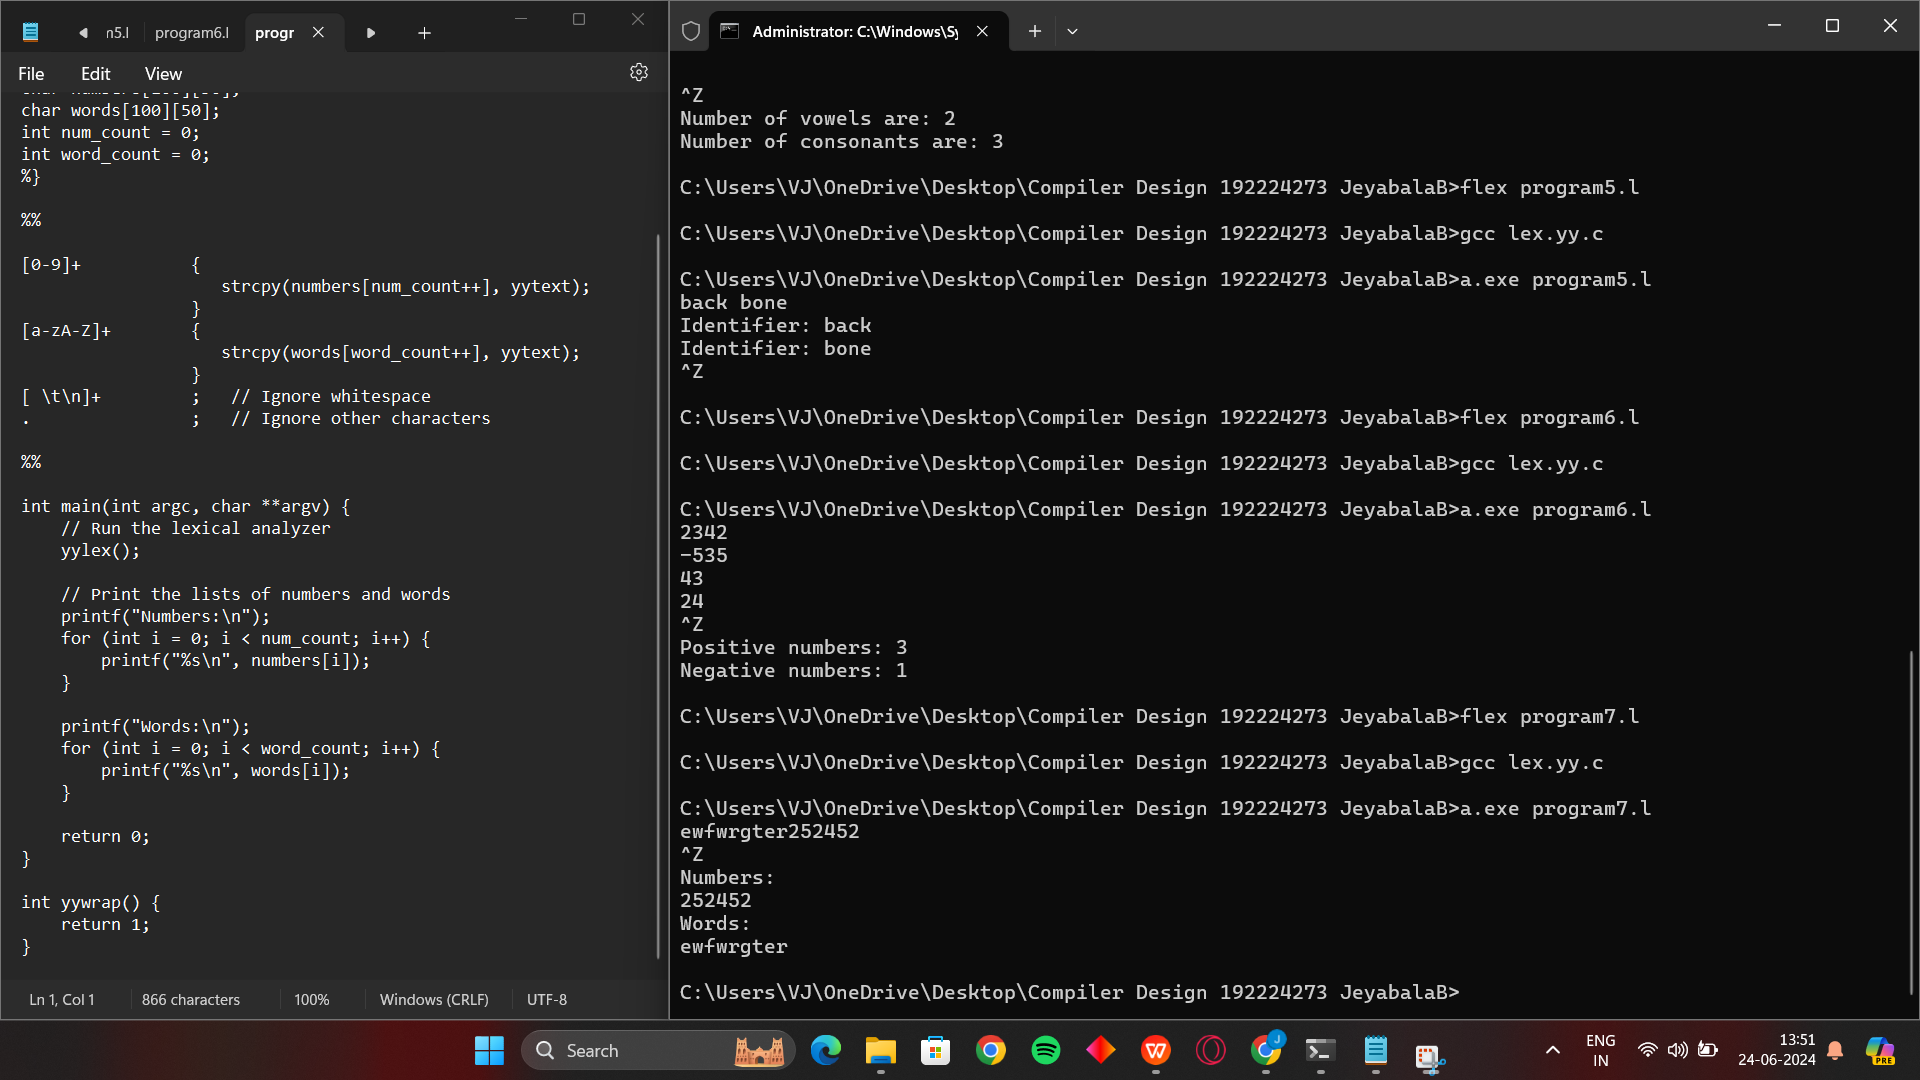 n5.l
program6.l
progr
File
Edit
View
char words[100][50];
int num_count = 0;
int word_count = 0;
%}
%%
[0-9]+ {
strcpy(numbers[num_count++], yytext);
}
[a-zA-Z]+ {
strcpy(words[word_count++], yytext);
}
[ \t\n]+ ; // Ignore whitespace
. ; // Ignore other characters
%%
int main(int argc, char **argv) {
// Run the lexical analyzer
yylex();
// Print the lists of numbers and words
printf("Numbers:\n");
for (int i = 0; i < num_count; i++) {
printf("%s\n", numbers[i]);
}
printf("Words:\n");
for (int i = 0; i < word_count; i++) {
printf("%s\n", words[i]);
}
return 0;
}
int yywrap() {
return 1;
}
Ln 1, Col 1
866 characters
100%
Windows (CRLF)
UTF-8
Administrator: C:\Windows\Sy
^Z
Number of vowels are: 2
Number of consonants are: 3
C:\Users\VJ\OneDrive\Desktop\Compiler Design 192224273 JeyabalaB>flex program5.l
C:\Users\VJ\OneDrive\Desktop\Compiler Design 192224273 JeyabalaB>gcc lex.yy.c
C:\Users\VJ\OneDrive\Desktop\Compiler Design 192224273 JeyabalaB>a.exe program5.l
back bone
Identifier: back
Identifier: bone
^Z
C:\Users\VJ\OneDrive\Desktop\Compiler Design 192224273 JeyabalaB>flex program6.l
C:\Users\VJ\OneDrive\Desktop\Compiler Design 192224273 JeyabalaB>gcc lex.yy.c
C:\Users\VJ\OneDrive\Desktop\Compiler Design 192224273 JeyabalaB>a.exe program6.l
2342
-535
43
24
^Z
Positive numbers: 3
Negative numbers: 1
C:\Users\VJ\OneDrive\Desktop\Compiler Design 192224273 JeyabalaB>flex program7.l
C:\Users\VJ\OneDrive\Desktop\Compiler Design 192224273 JeyabalaB>gcc lex.yy.c
C:\Users\VJ\OneDrive\Desktop\Compiler Design 192224273 JeyabalaB>a.exe program7.l
ewfwrgter252452
^Z
Numbers:
252452
Words:
ewfwrgter
C:\Users\VJ\OneDrive\Desktop\Compiler Design 192224273 JeyabalaB>
Search
J
W
ENG
IN
13:51
24-06-2024
PRE